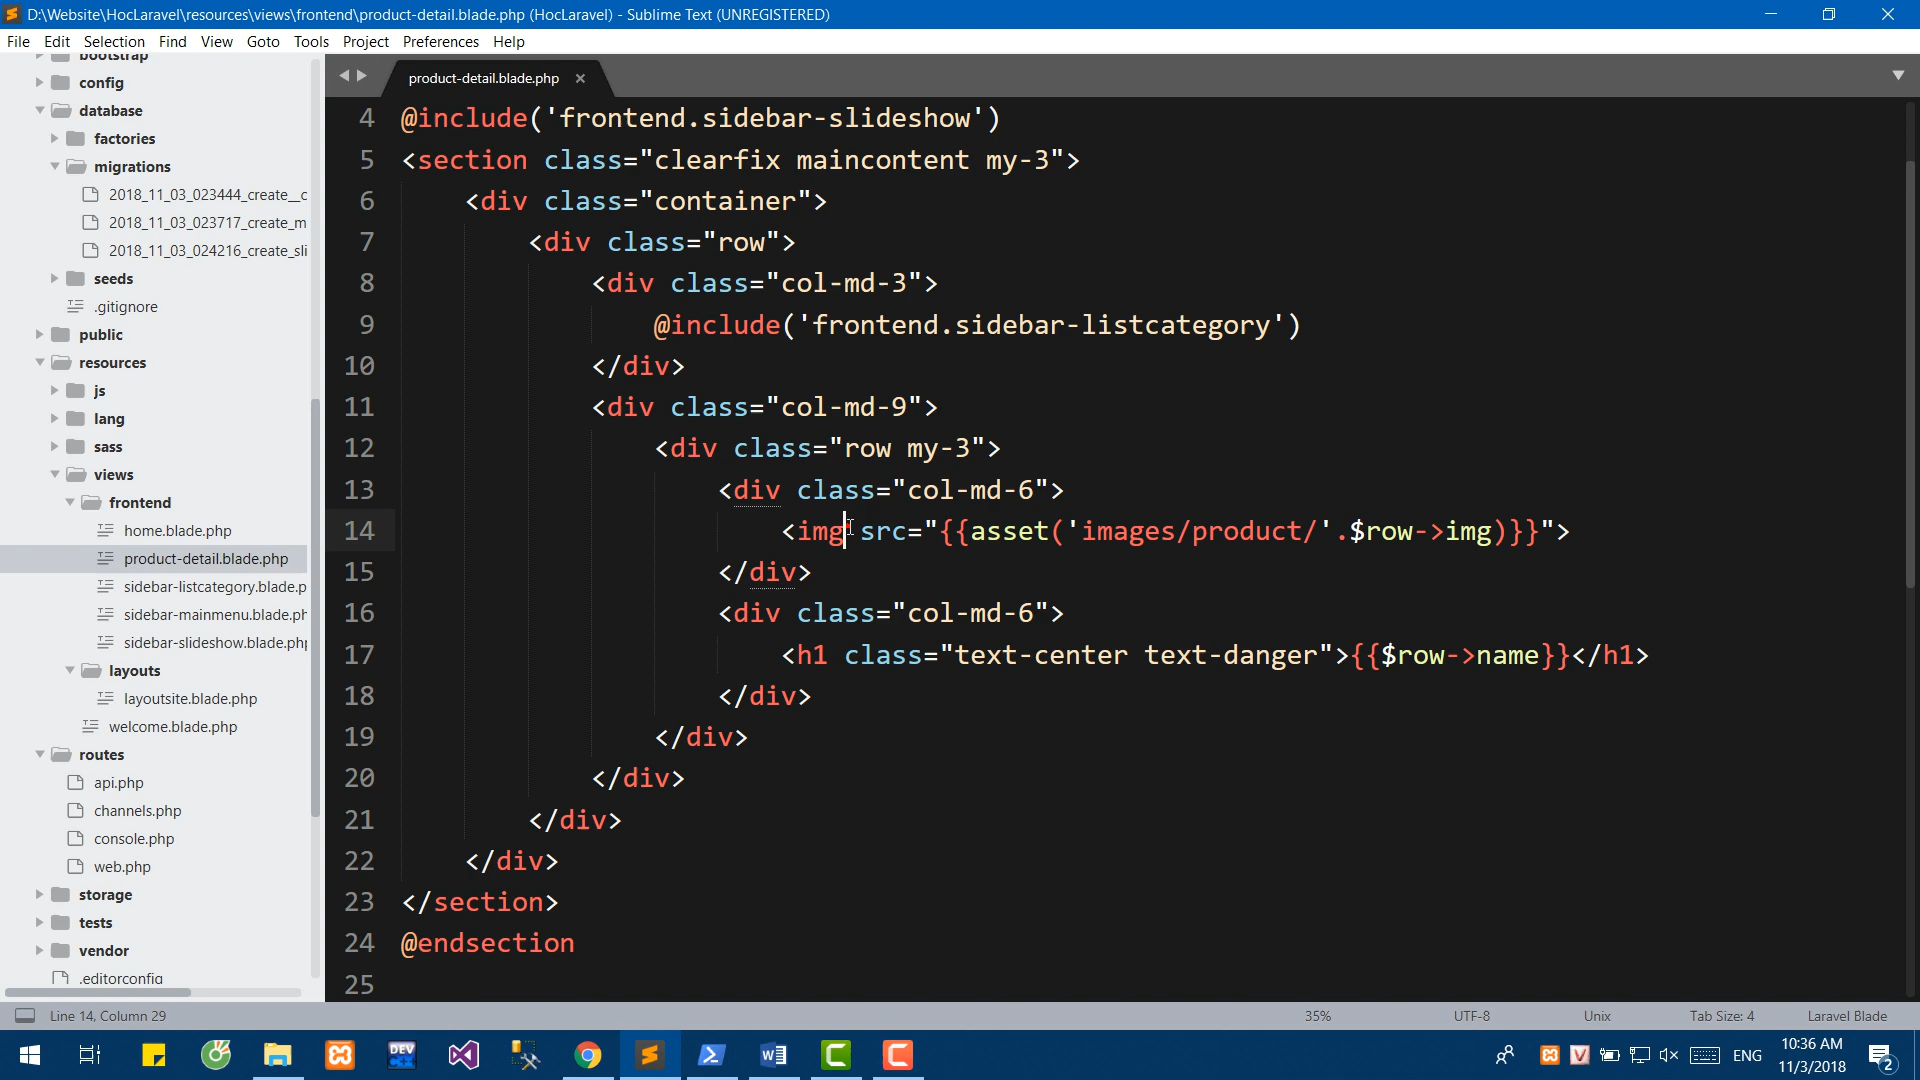 D:\Website\HocLaravel\resources\views\frontend\product-detail.blade.php (HocLaravel) - Sublime Text (UNREGISTERED)
File Edit Selection Find View Goto Tools Project Preferences Help
bootstrap
config
database
factories
migrations
2018_11_03_023444_create__c
2018_11_03_023717_create_m
2018_11_03_024216_create_sli
seeds
.gitignore
public
resources
js
lang
sass
views
frontend
home.blade.php
product-detail.blade.php
sidebar-listcategory.blade.p
sidebar-mainmenu.blade.ph
sidebar-slideshow.blade.php
layouts
layoutsite.blade.php
welcome.blade.php
routes
api.php
channels.php
console.php
web.php
storage
tests
vendor
.editorconfig
product-detail.blade.php ×
4 @include('frontend.sidebar-slideshow')
5 <section class="clearfix maincontent my-3">
6 <div class="container">
7 <div class="row">
8 <div class="col-md-3">
9 @include('frontend.sidebar-listcategory')
10 </div>
11 <div class="col-md-9">
12 <div class="row my-3">
13 <div class="col-md-6">
14 <img src="{{asset('images/product/'.$row->img)}}">
15 </div>
16 <div class="col-md-6">
17 <h1 class="text-center text-danger">{{$row->name}}</h1>
18 </div>
19 </div>
20 </div>
21 </div>
22 </div>
23 </section>
24 @endsection
25
Line 14, Column 29 35% UTF-8 Unix Tab Size: 4 Laravel Blade
DEV
ENG
10:36 AM
11/3/2018
2